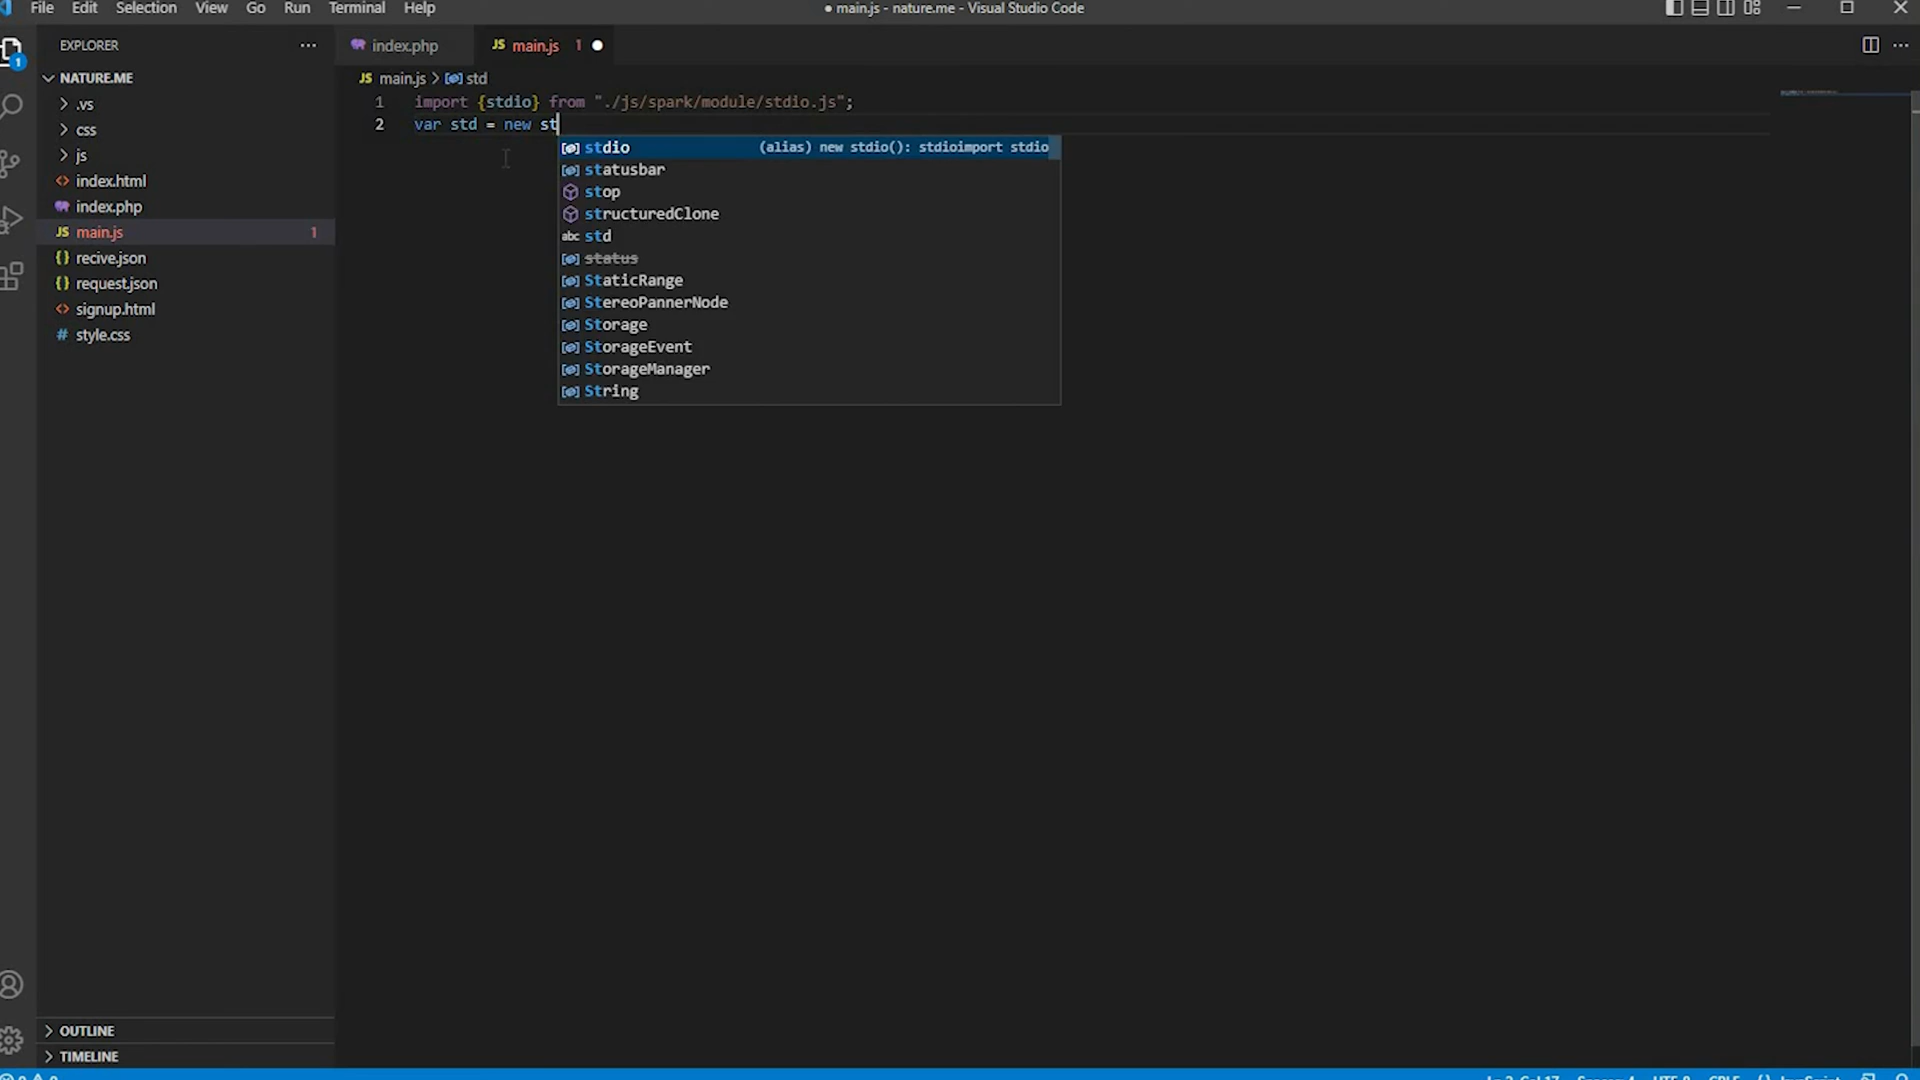 File Edit Selection View Go Run Terminal Help
● main.js - nature.me - Visual Studio Code
EXPLORER
1
NATURE.ME
.vs
css
js
index.html
index.php
JS main.js 1
{} recive.json
{} request.json
signup.html
# style.css
OUTLINE
TIMELINE
index.php
JS main.js 1
JS main.js > std
1 import {stdio} from "./js/spark/module/stdio.js";
2 var std = new st
stdio (alias) new stdio(): stdioimport stdio
statusbar
stop
structuredClone
abc std
status
StaticRange
StereoPannerNode
Storage
StorageEvent
StorageManager
String